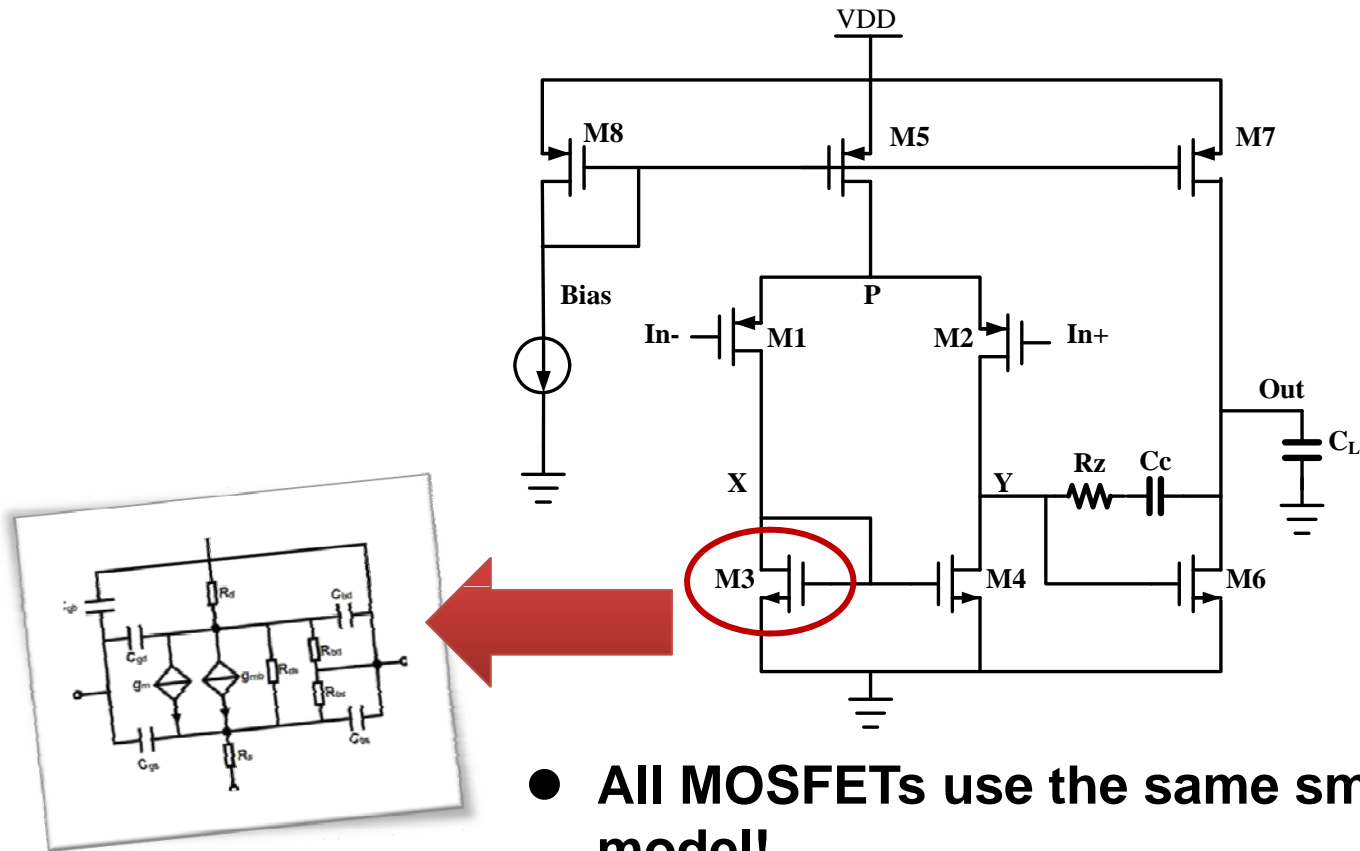 VDD
M8
M5
M7
Bias
P
In-
M1
M2
In+
Out
CL
Rz
Cc
X
Y
M3
M4
M6
Rd
Cbd
Cgd
gm
gmb
Rds
Rbd
Rbs
Cgs
Rs
Cbs
● All MOSFETs use the same sm
model!